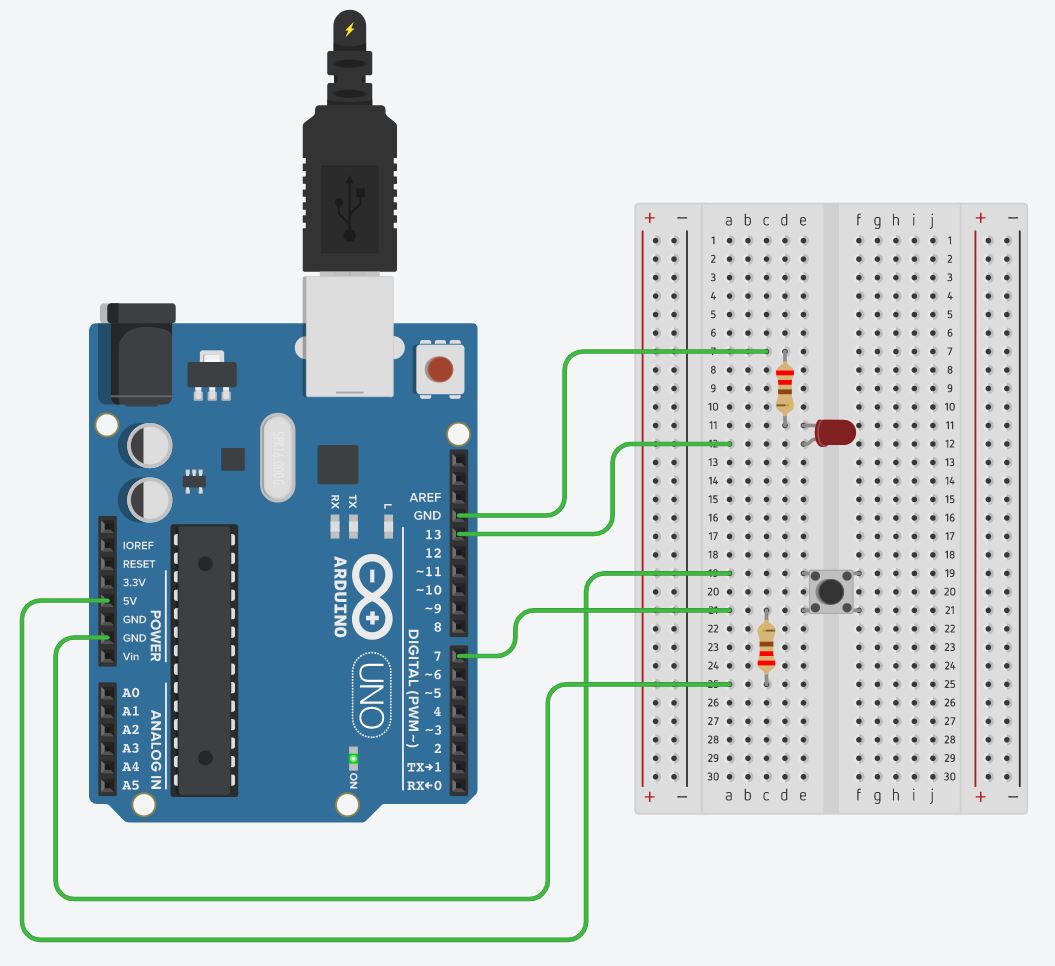 + − a b c d e f g h i j + −
1 1
2 2
3 3
4 4
5 5
6 6
7 7
8 8
9 9
10 10
11 11
12 12
13 13
14 14
15 15
16 16
17 17
18 18
19 19
20 20
21 21
22 22
23 23
24 24
25 25
26 26
27 27
28 28
29 29
30 30
+ − a b c d e f g h i j + −
AREF
GND
13
12
~11
~10
~9
8
7
~6
~5
4
~3
2
TX→1
RX←0
DIGITAL (PWM~)
RX
TX
L
ARDUINO
UNO
ON
IOREF
RESET
3.3V
5V
GND
GND
Vin
POWER
A0
A1
A2
A3
A4
A5
ANALOG IN